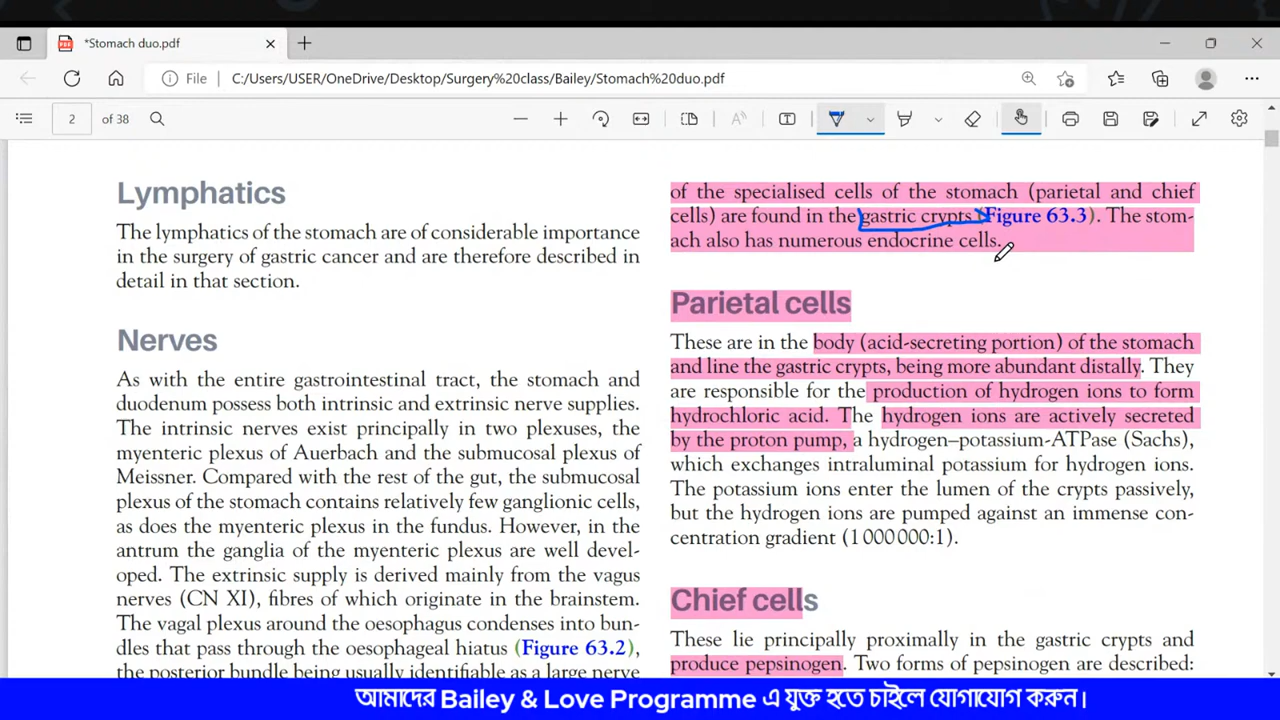 *Stomach duo.pdf
File C:/Users/USER/OneDrive/Desktop/Surgery%20class/Bailey/Stomach%20duo.pdf
2 of 38
Lymphatics
The lymphatics of the stomach are of considerable importance
in the surgery of gastric cancer and are therefore described in
detail in that section.
Nerves
As with the entire gastrointestinal tract, the stomach and
duodenum possess both intrinsic and extrinsic nerve supplies.
The intrinsic nerves exist principally in two plexuses, the
myenteric plexus of Auerbach and the submucosal plexus of
Meissner. Compared with the rest of the gut, the submucosal
plexus of the stomach contains relatively few ganglionic cells,
as does the myenteric plexus in the fundus. However, in the
antrum the ganglia of the myenteric plexus are well devel-
oped. The extrinsic supply is derived mainly from the vagus
nerves (CN XI), fibres of which originate in the brainstem.
The vagal plexus around the oesophagus condenses into bun-
dles that pass through the oesophageal hiatus (Figure 63.2),
the posterior bundle being usually identifiable as a large nerve
of the specialised cells of the stomach (parietal and chief
cells) are found in the gastric crypts (Figure 63.3). The stom-
ach also has numerous endocrine cells.
Parietal cells
These are in the body (acid-secreting portion) of the stomach
and line the gastric crypts, being more abundant distally. They
are responsible for the production of hydrogen ions to form
hydrochloric acid. The hydrogen ions are actively secreted
by the proton pump, a hydrogen–potassium-ATPase (Sachs),
which exchanges intraluminal potassium for hydrogen ions.
The potassium ions enter the lumen of the crypts passively,
but the hydrogen ions are pumped against an immense con-
centration gradient (1 000 000:1).
Chief cells
These lie principally proximally in the gastric crypts and
produce pepsinogen. Two forms of pepsinogen are described:
আমাদের Bailey & Love Programme এ যুক্ত হতে চাইলে যোগাযোগ করুন।